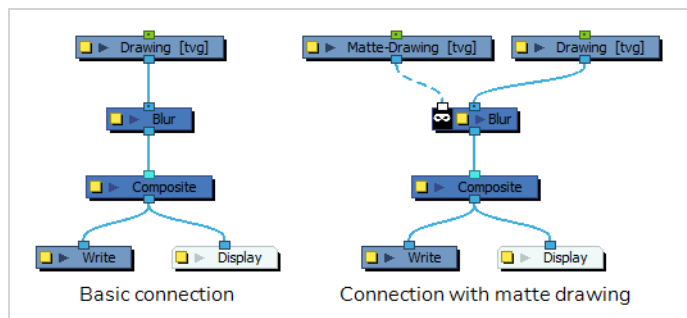 Drawing [tvg]
Matte-Drawing [tvg]
Drawing [tvg]
Blur
Blur
Composite
Composite
Write
Display
Write
Display
Basic connection
Connection with matte drawing